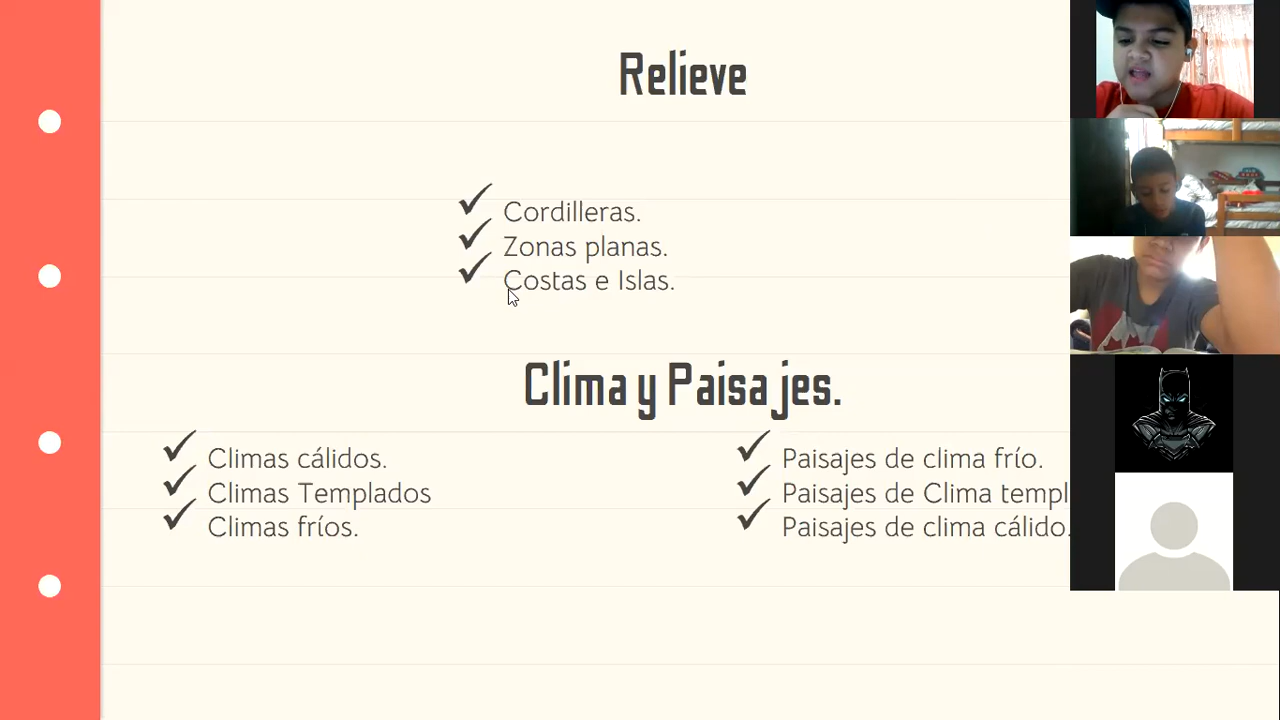 Relieve
Cordilleras.
Zonas planas.
Costas e Islas.
Clima y Paisajes.
Climas cálidos.
Climas Templados
Climas fríos.
Paisajes de clima frío.
Paisajes de Clima templ
Paisajes de clima cálido.